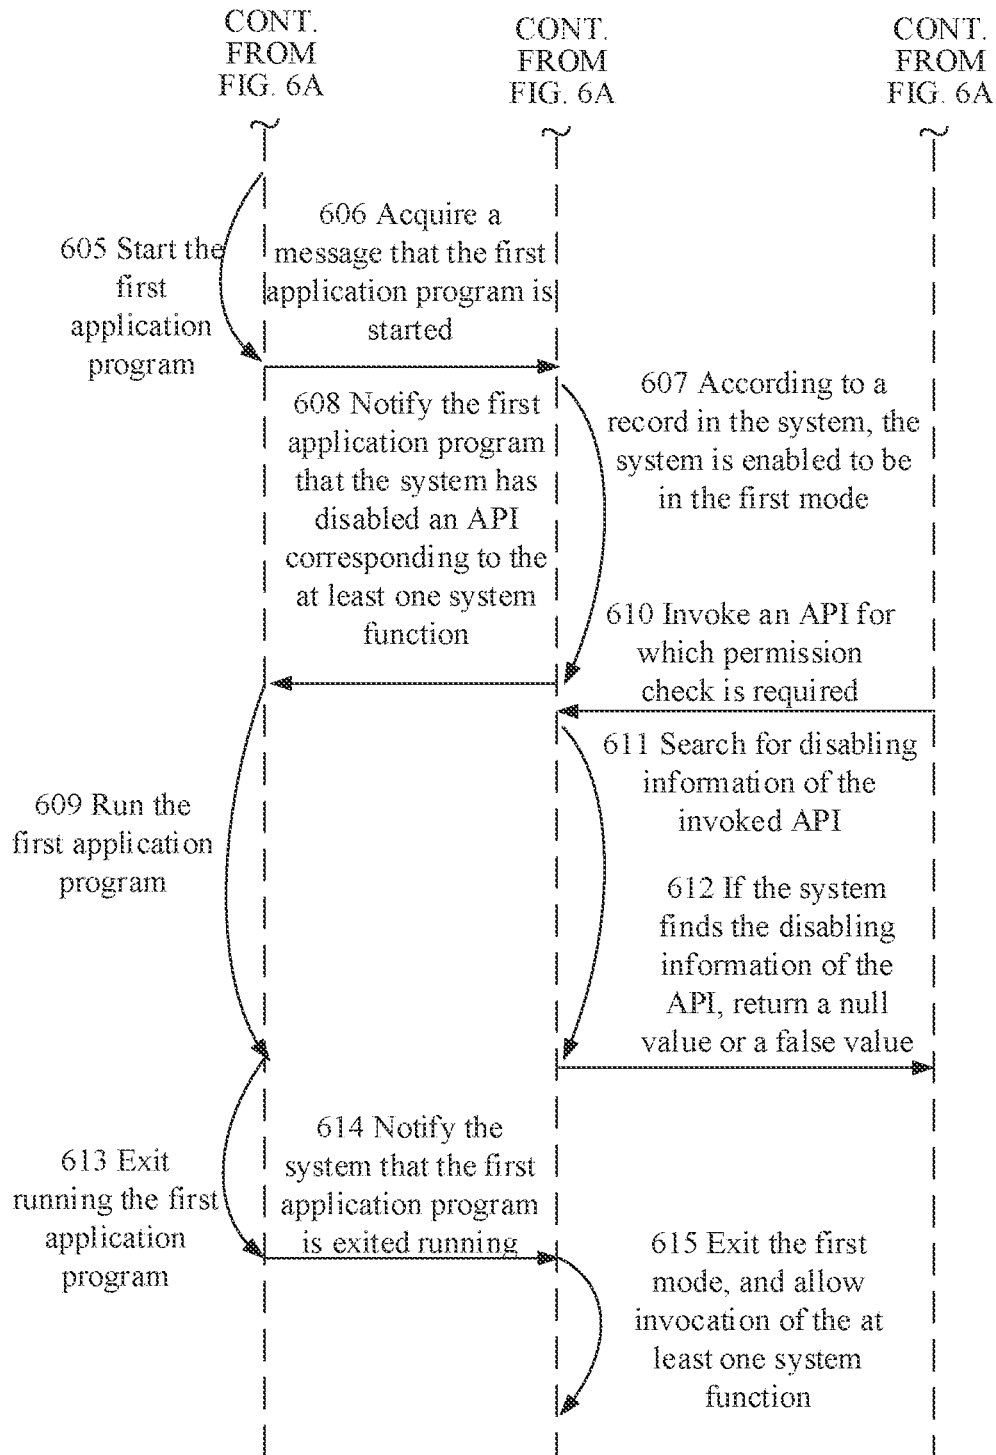 CONT.
FROM
FIG. 6A
CONT.
FROM
FIG. 6A
CONT.
FROM
FIG. 6A
605 Start the
first
application
program
606 Acquire a
message that the first
application program is
started
607 According to a
record in the system, the
system is enabled to be
in the first mode
608 Notify the first
application program
that the system has
disabled an API
corresponding to the
at least one system
function
609 Run the
first application
program
610 Invoke an API for
which permission
check is required
611 Search for disabling
information of the
invoked API
612 If the system
finds the disabling
information of the
API, return a null
value or a false value
613 Exit
running the first
application
program
614 Notify the
system that the first
application program
is exited running
615 Exit the first
mode, and allow
invocation of the at
least one system
function